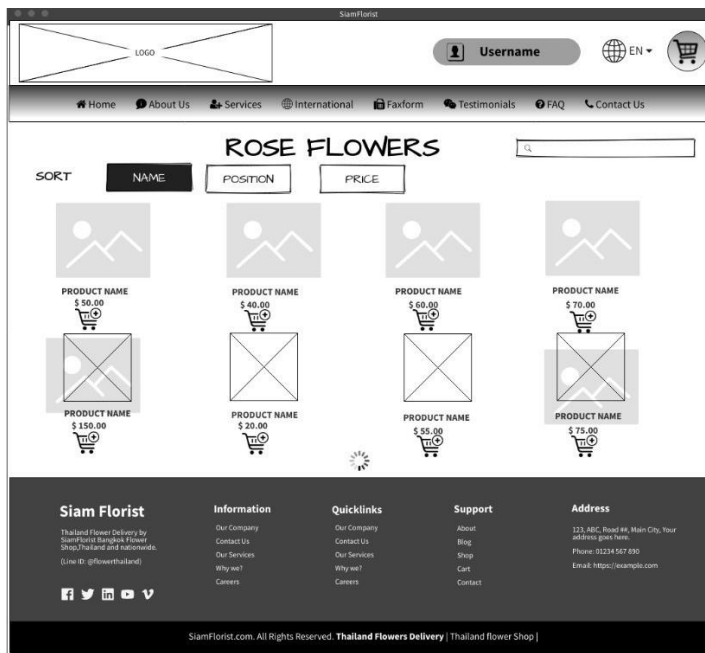 SiamFlorist
LOGO
Username
EN
Home About Us Services International Faxform Testimonials FAQ Contact Us
ROSE FLOWERS
SORT NAME POSITION PRICE
PRODUCT NAME PRODUCT NAME PRODUCT NAME PRODUCT NAME
$ 50.00 $ 40.00 $ 60.00 $ 70.00
PRODUCT NAME PRODUCT NAME PRODUCT NAME PRODUCT NAME
$ 150.00 $ 20.00 $ 55.00 $ 75.00
Siam Florist
Thailand Flower Delivery by
SiamFlorist Bangkok Flower
Shop,Thailand and nationwide.
(Line ID: @flowerthailand)
Information
Our Company
Contact Us
Our Services
Why we?
Careers
Quicklinks
Our Company
Contact Us
Our Services
Why we?
Careers
Support
About
Blog
Shop
Cart
Contact
Address
123, ABC, Road ##, Main City, Your
address goes here.
Phone: 01234 567 890
Email: https://example.com
SiamFlorist.com. All Rights Reserved. Thailand Flowers Delivery | Thailand flower Shop |